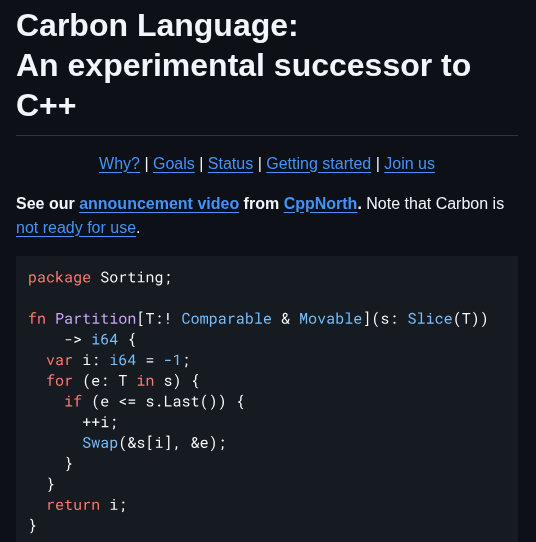 Carbon Language:
An experimental successor to
C++
Why? | Goals | Status | Getting started | Join us
See our announcement video from CppNorth. Note that Carbon is
not ready for use.
package Sorting;

fn Partition[T:! Comparable & Movable](s: Slice(T))
    -> i64 {
  var i: i64 = -1;
  for (e: T in s) {
    if (e <= s.Last()) {
      ++i;
      Swap(&s[i], &e);
    }
  }
  return i;
}